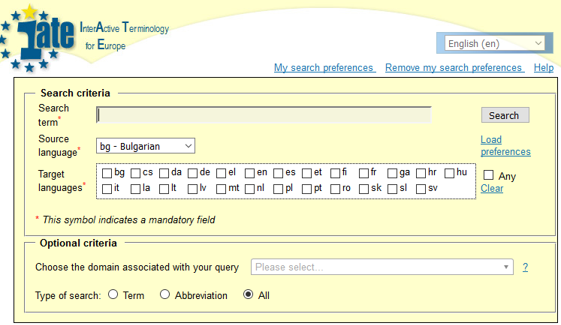 Iate InterActive Terminology
for Europe
English (en)
My search preferences Remove my search preferences Help
Search criteria
Search term* Search
Source language* bg - Bulgarian Load preferences
Target languages* bg cs da de el en es et fi fr ga hr hu Any
it la lt lv mt nl pl pt ro sk sl sv Clear
* This symbol indicates a mandatory field
Optional criteria
Choose the domain associated with your query Please select... ?
Type of search: Term Abbreviation All